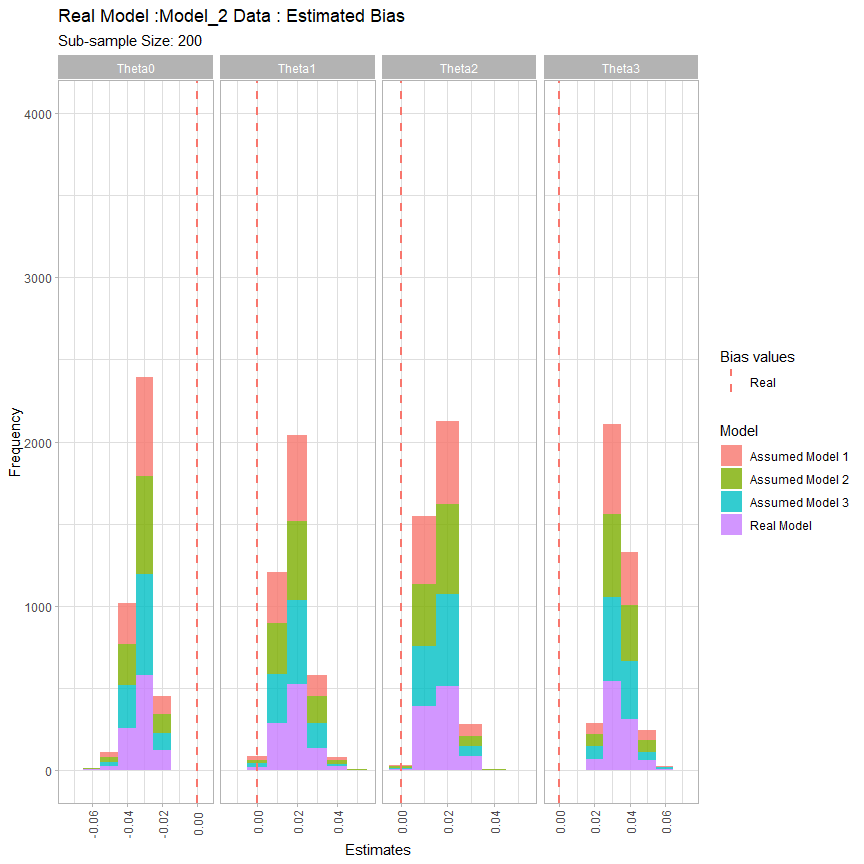 Real Model :Model_2 Data : Estimated Bias
Sub-sample Size: 200
Theta0 Theta1 Theta2 Theta3
4000
3000
2000
1000
0
Frequency
-0.06 -0.04 -0.02 0.00 0.00 0.02 0.04 0.00 0.02 0.04 0.00 0.02 0.04 0.06
Estimates
Bias values
Real
Model
Assumed Model 1
Assumed Model 2
Assumed Model 3
Real Model